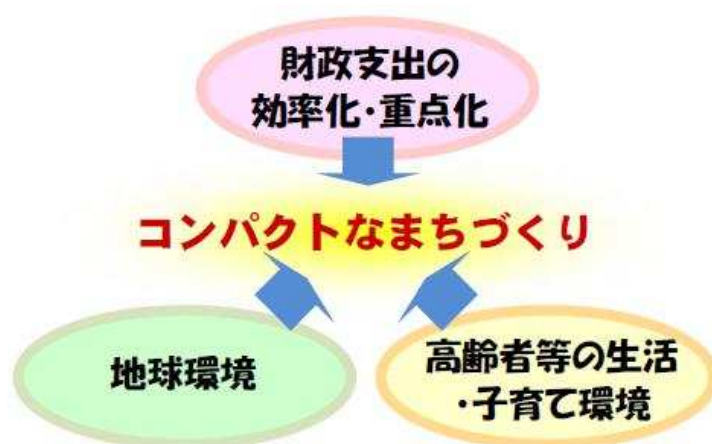 財政支出の
効率化・重点化
コンパクトなまちづくり
地球環境
高齢者等の生活
・子育て環境